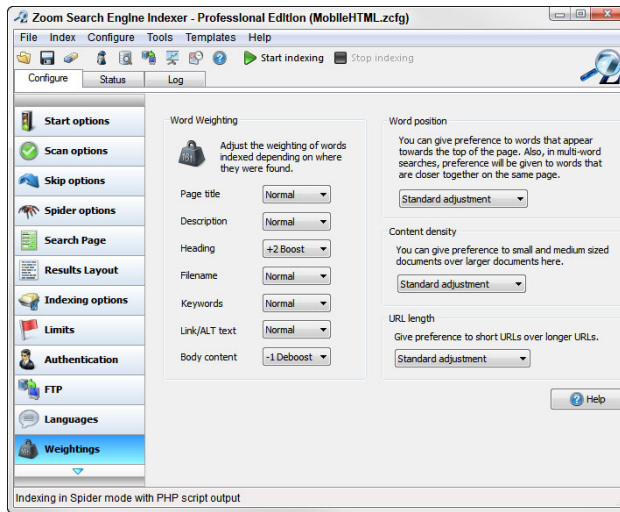 Zoom Search Engine Indexer - Professional Edition (MobileHTML.zcfg)
File Index Configure Tools Templates Help
Start indexing Stop indexing
Configure Status Log
Start options
Scan options
Skip options
Spider options
Search Page
Results Layout
Indexing options
Limits
Authentication
FTP
Languages
Weightings
Word Weighting
Adjust the weighting of words
indexed depending on where
they were found.
Page title Normal
Description Normal
Heading +2 Boost
Filename Normal
Keywords Normal
Link/ALT text Normal
Body content -1 Deboost
Word position
You can give preference to words that appear
towards the top of the page. Also, in multi-word
searches, preference will be given to words that
are closer together on the same page.
Standard adjustment
Content density
You can give preference to small and medium sized
documents over larger documents here.
Standard adjustment
URL length
Give preference to short URLs over longer URLs.
Standard adjustment
Help
Indexing in Spider mode with PHP script output